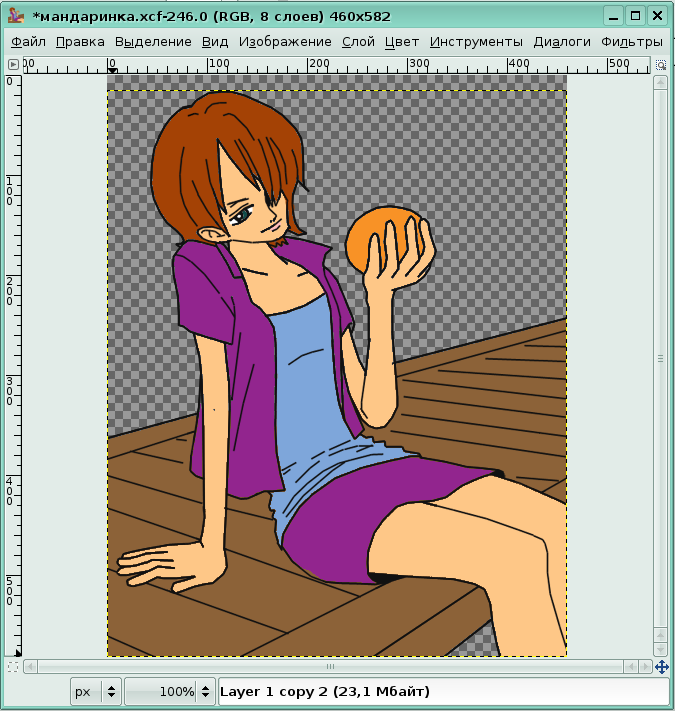 *мандаринка.xcf-246.0 (RGB, 8 слоев) 460x582
Файл Правка Выделение Вид Изображение Слой Цвет Инструменты Диалоги Фильтры
00 0 100 200 300 400 500
0
100
200
300
400
500
px 100% Layer 1 copy 2 (23,1 Мбайт)